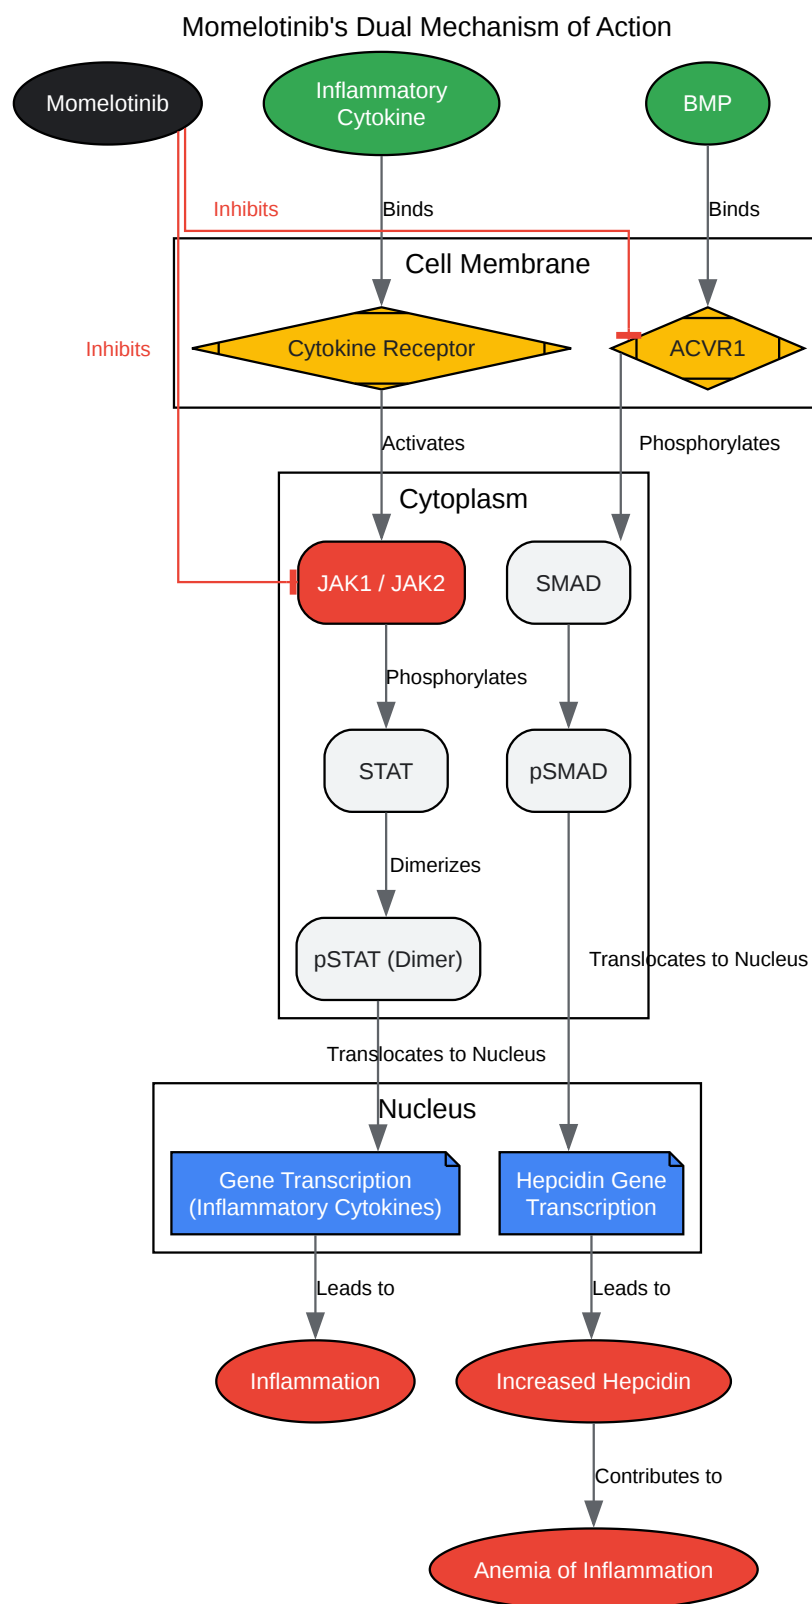 Momelotinib's Dual Mechanism of Action
Momelotinib
Inflammatory
Cytokine
BMP
Inhibits
Binds
Binds
Cell Membrane
Inhibits
Cytokine Receptor
ACVR1
Activates
Phosphorylates
Cytoplasm
JAK1 / JAK2
SMAD
Phosphorylates
STAT
pSMAD
Dimerizes
pSTAT (Dimer)
Translocates to Nucleus
Translocates to Nucleus
Nucleus
Gene Transcription
(Inflammatory Cytokines)
Hepcidin Gene
Transcription
Leads to
Leads to
Inflammation
Increased Hepcidin
Contributes to
Anemia of Inflammation